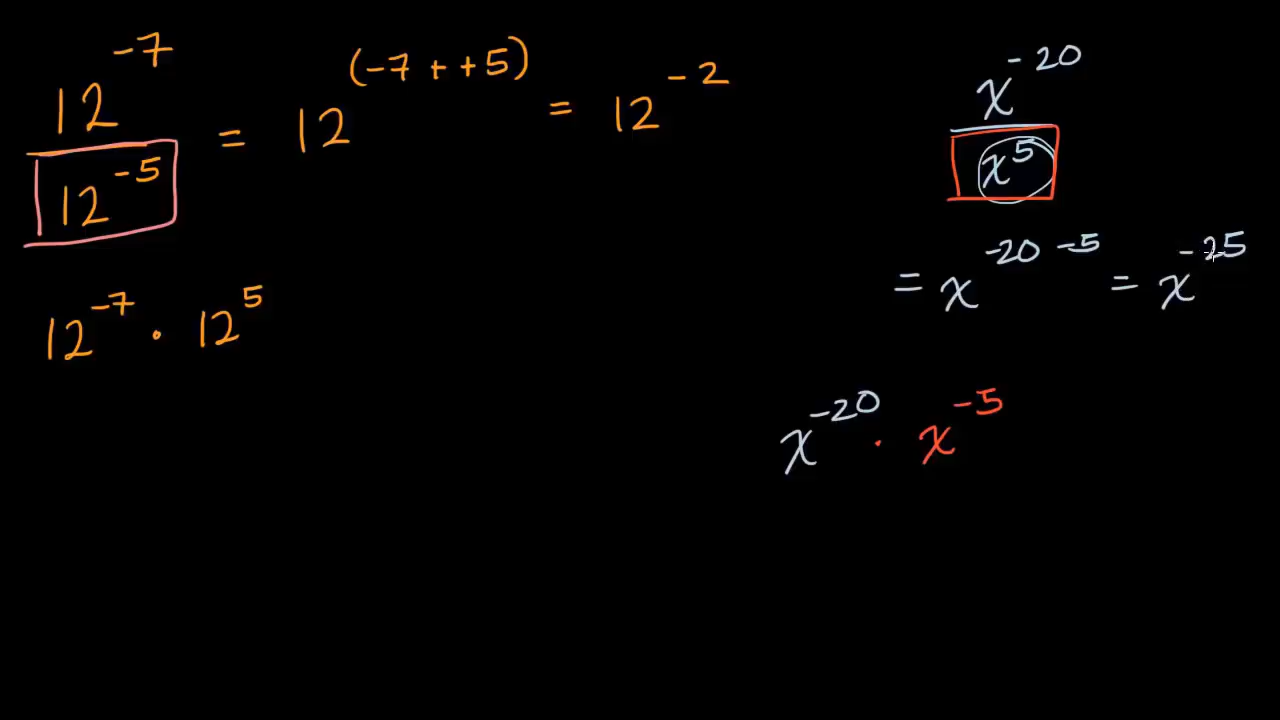 12^-7 / 12^-5 = 12^(-7 + +5) = 12^-2
12^-7 · 12^5
x^-20 / x^5
= x^-20 -5 = x^-25
x^-20 · x^-5